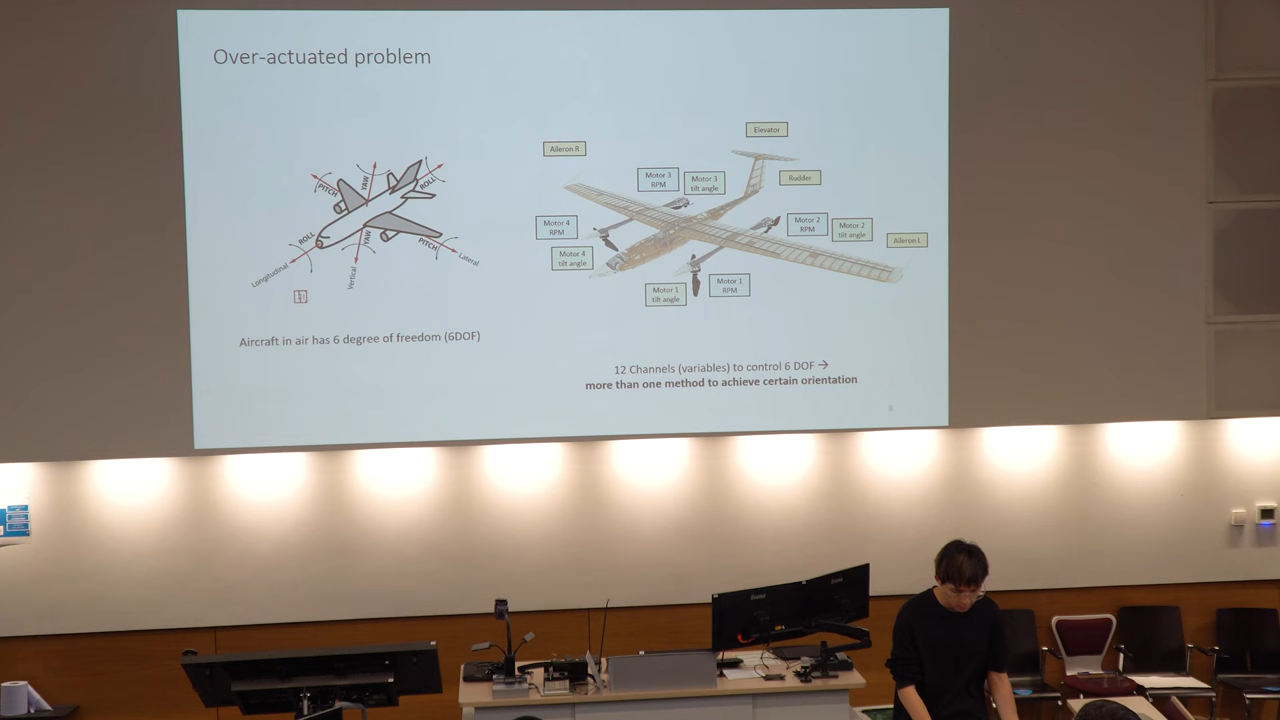 Over-actuated problem
PITCH
YAW
ROLL
ROLL
YAW
PITCH
Longitudinal
Vertical
Lateral
Aircraft in air has 6 degree of freedom (6DOF)
Elevator
Aileron R
Motor 3
RPM
Motor 3
tilt angle
Rudder
Motor 4
RPM
Motor 2
RPM
Motor 2
tilt angle
Aileron L
Motor 4
tilt angle
Motor 1
tilt angle
Motor 1
RPM
12 Channels (variables) to control 6 DOF →
more than one method to achieve certain orientation
8